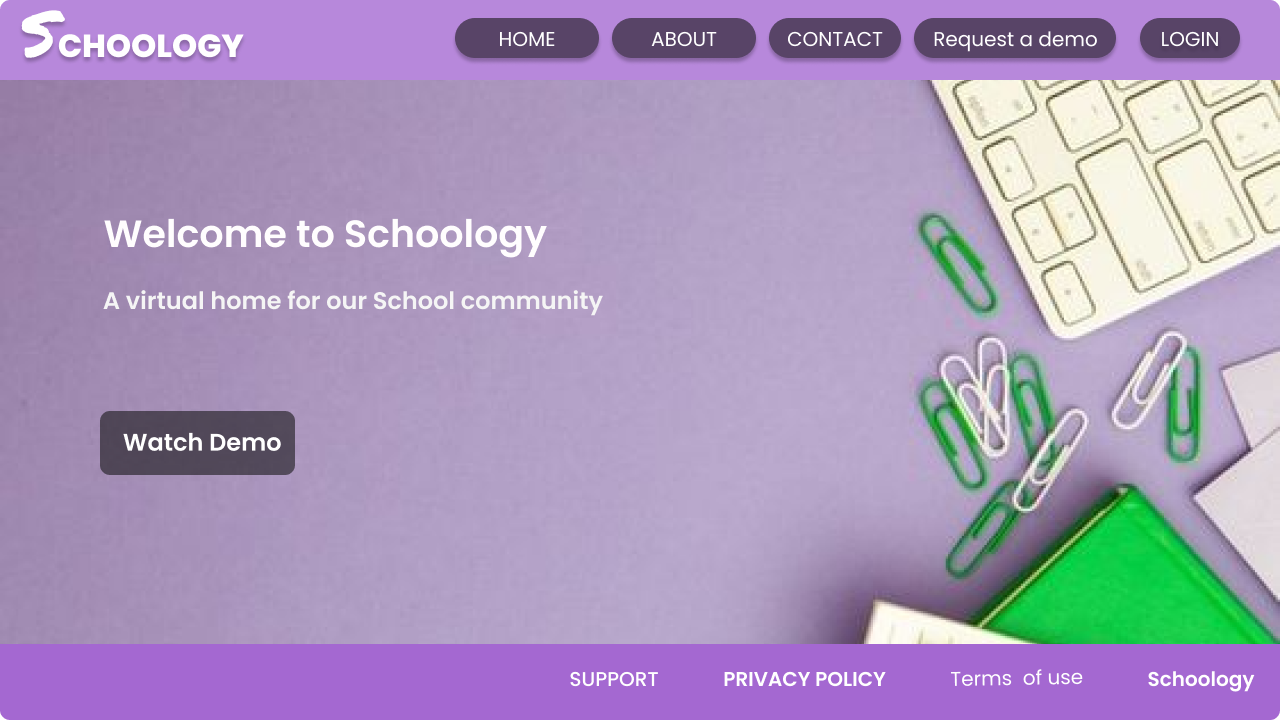 SCHOOLOGY
HOME
ABOUT
CONTACT
Request a demo
LOGIN
Welcome to Schoology
A virtual home for our School community
Watch Demo
SUPPORT
PRIVACY POLICY
Terms of use
Schoology